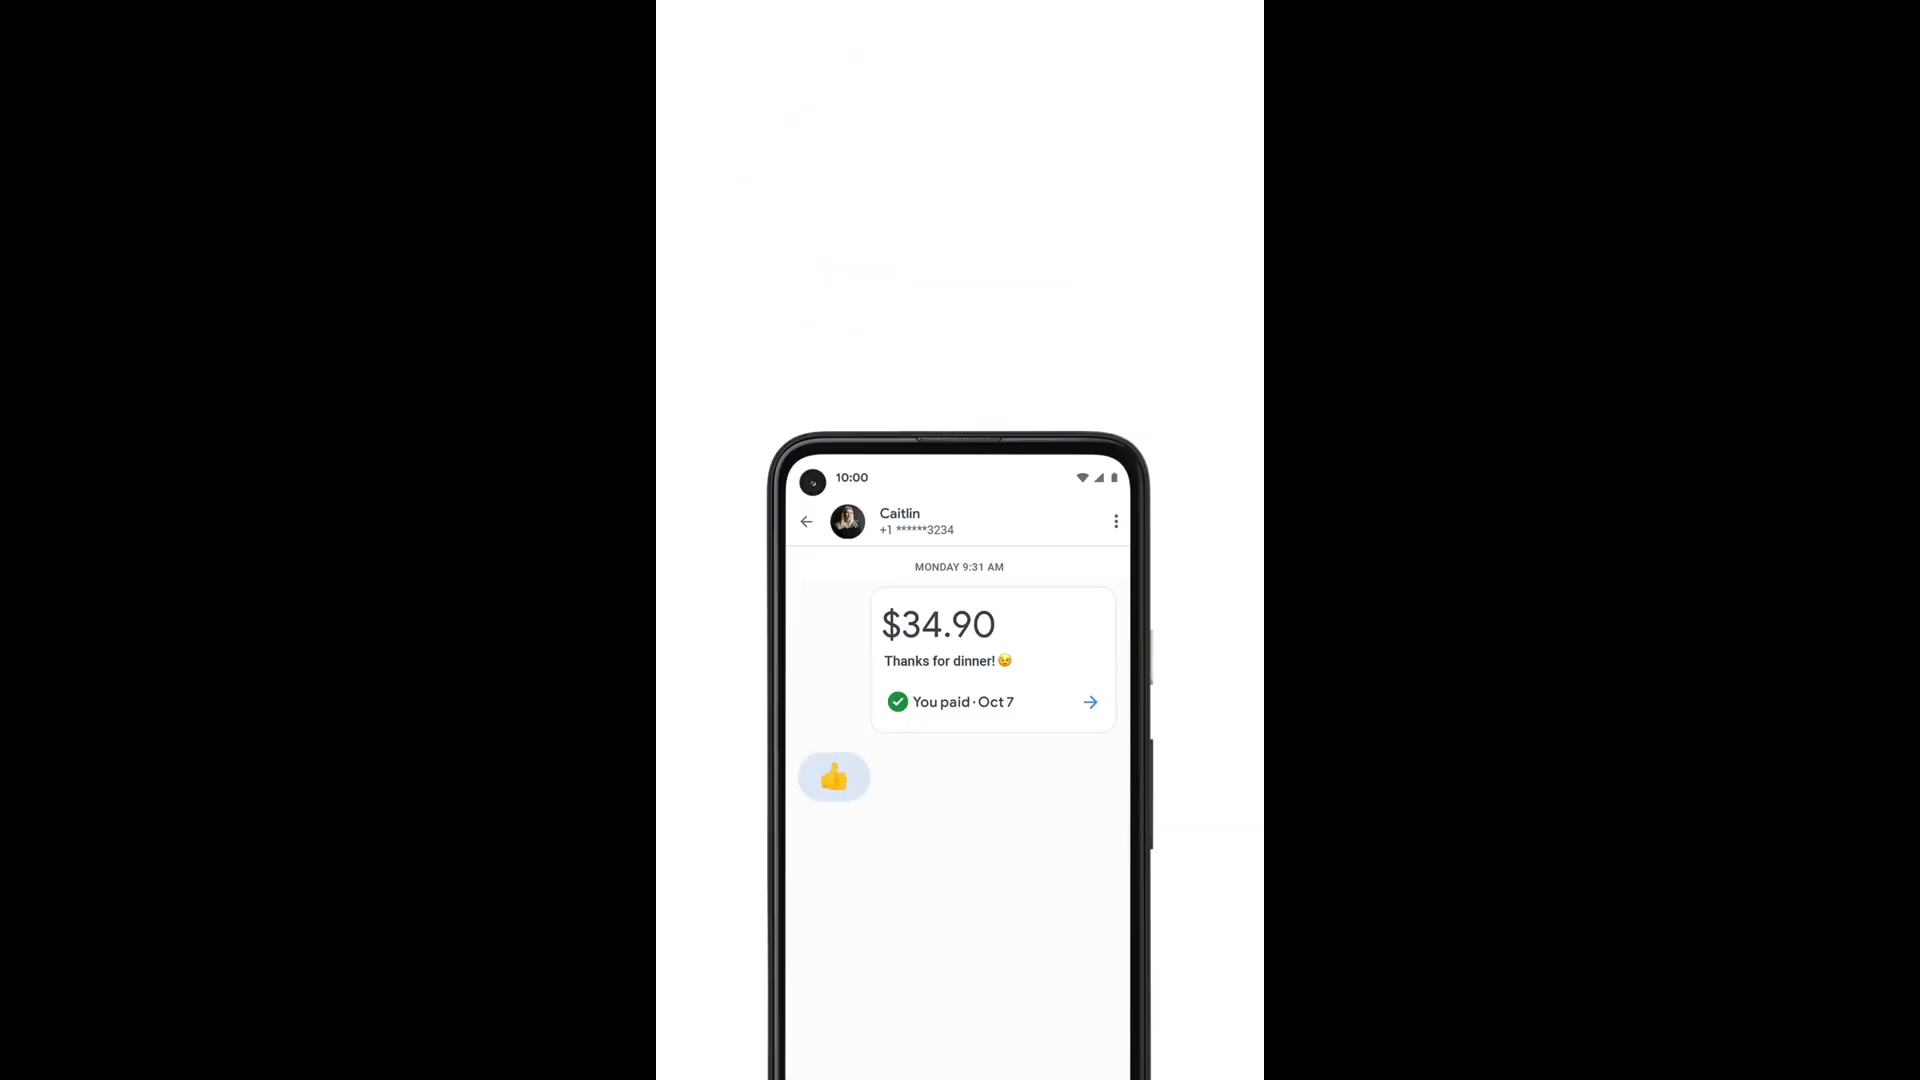 10:00
Caitlin
+1 ******3234
MONDAY 9:31 AM
$34.90
Thanks for dinner! 😉
You paid · Oct 7
👍